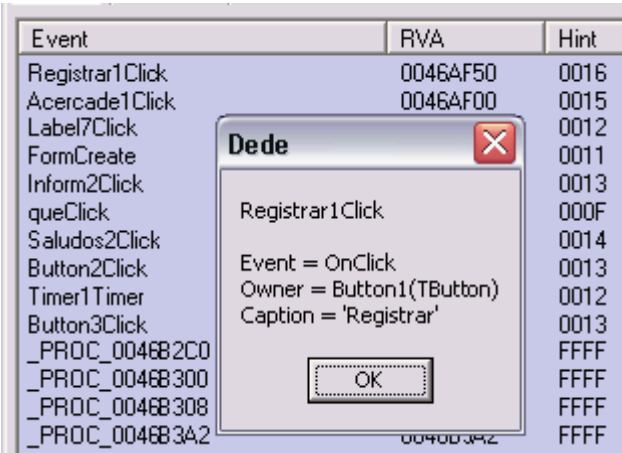 Event RVA Hint
Registrar1Click 0046AF50 0016
Acercade1Click 0046AF00 0015
Label7Click 0012
FormCreate 0011
Inform2Click 0013
queClick 000F
Saludos2Click 0014
Button2Click 0013
Timer1Timer 0012
Button3Click 0013
_PROC_0046B2C0 FFFF
_PROC_0046B300 FFFF
_PROC_0046B308 FFFF
_PROC_0046B3A2 0046B3A2 FFFF
Dede
Registrar1Click
Event = OnClick
Owner = Button1(TButton)
Caption = 'Registrar'
OK